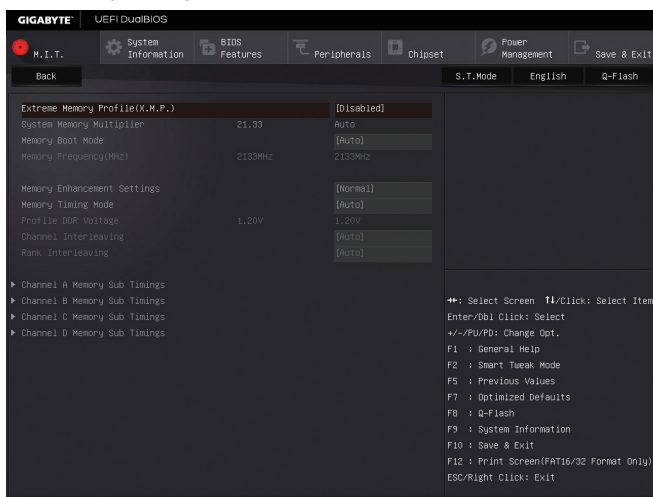 GIGABYTE™ UEFI DualBIOS
M.I.T. System Information BIOS Features Peripherals Chipset Power Management Save & Exit
Back S.T.Mode English Q-Flash
Extreme Memory Profile(X.M.P.) [Disabled]
System Memory Multiplier 21.33 Auto
Memory Boot Mode [Auto]
Memory Frequency(MHz) 2133MHz 2133MHz
Memory Enhancement Settings [Normal]
Memory Timing Mode [Auto]
Profile DDR Voltage 1.20V 1.20V
Channel Interleaving [Auto]
Rank Interleaving [Auto]
Channel A Memory Sub Timings
Channel B Memory Sub Timings
Channel C Memory Sub Timings
Channel D Memory Sub Timings
→←: Select Screen ↑↓/Click: Select Item
Enter/Dbl Click: Select
+/-/PU/PD: Change Opt.
F1 : General Help
F2 : Smart Tweak Mode
F5 : Previous Values
F7 : Optimized Defaults
F8 : Q-Flash
F9 : System Information
F10 : Save & Exit
F12 : Print Screen(FAT16/32 Format Only)
ESC/Right Click: Exit